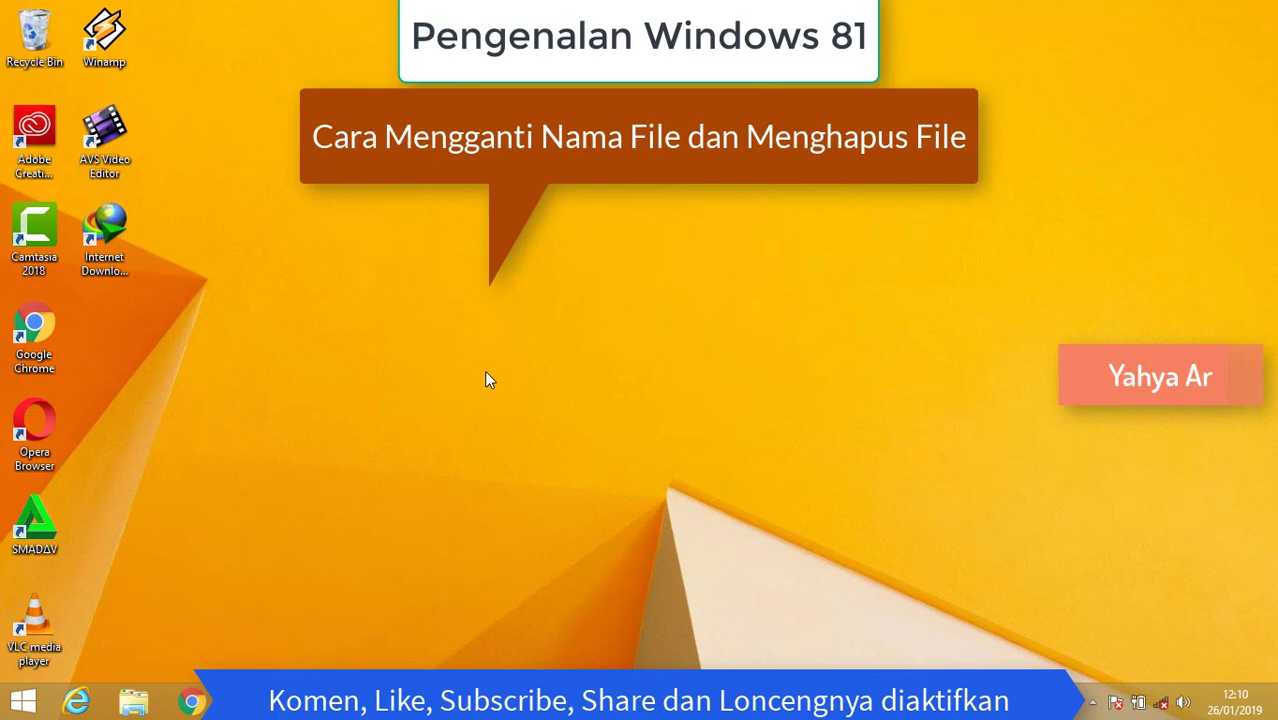 Pengenalan Windows 81
Cara Mengganti Nama File dan Menghapus File
Yahya Ar
Recycle Bin
Winamp
Adobe
Creati...
AVS Video
Editor
Camtasia
2018
Internet
Downlo...
Google
Chrome
Opera
Browser
SMADΔV
VLC media
player
Komen, Like, Subscribe, Share dan Loncengnya diaktifkan
12:10
26/01/2019